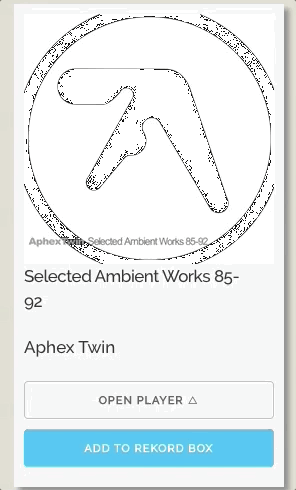 Aphex Twin Selected Ambient Works 85-92
Selected Ambient Works 85-
92
Aphex Twin
OPEN PLAYER △
ADD TO REKORD BOX